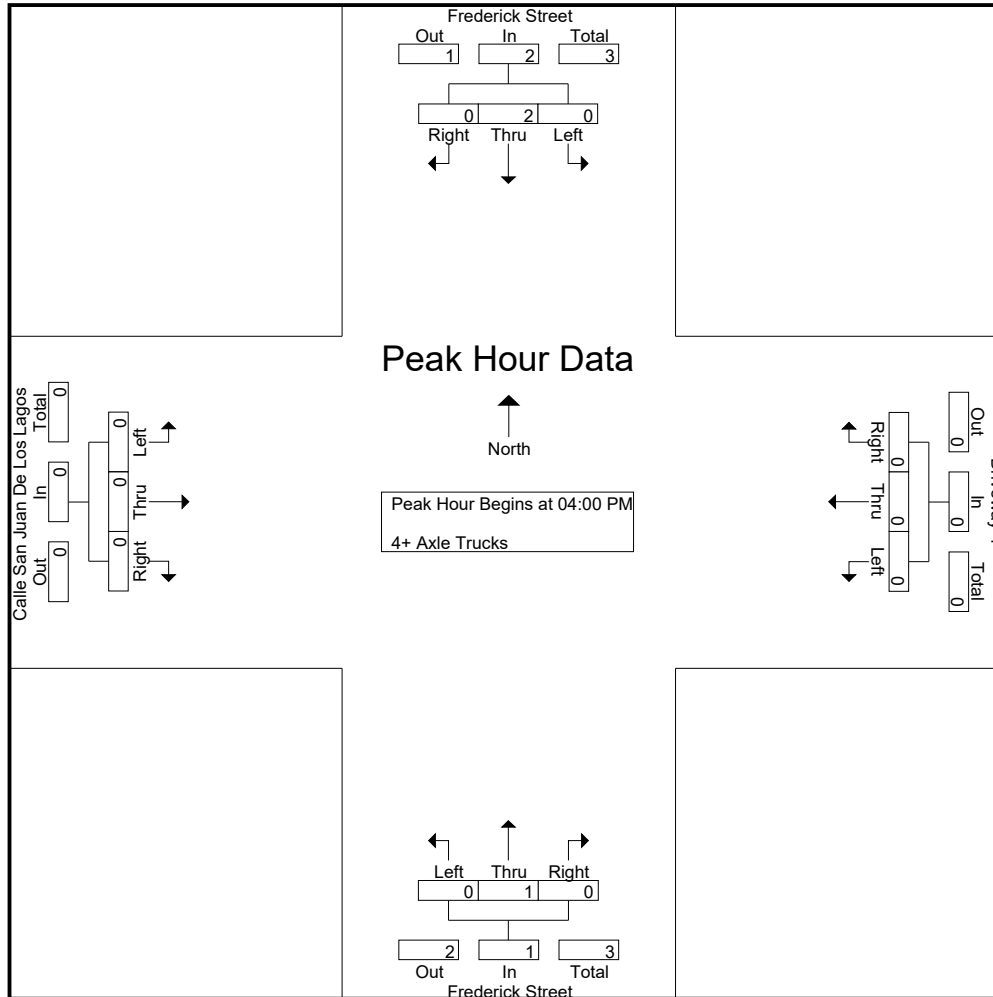 Frederick Street
Out In Total
1 2 3
0 2 0
Right Thru Left
Peak Hour Data
North
Peak Hour Begins at 04:00 PM
4+ Axle Trucks
Calle San Juan De Los Lagos
Total In Out
0 0 0
0 0 0
Left Thru Right
Right Thru Left
0 0 0
Out In Total
0 0 0
Left Thru Right
0 1 0
2 1 3
Out In Total
Frederick Street